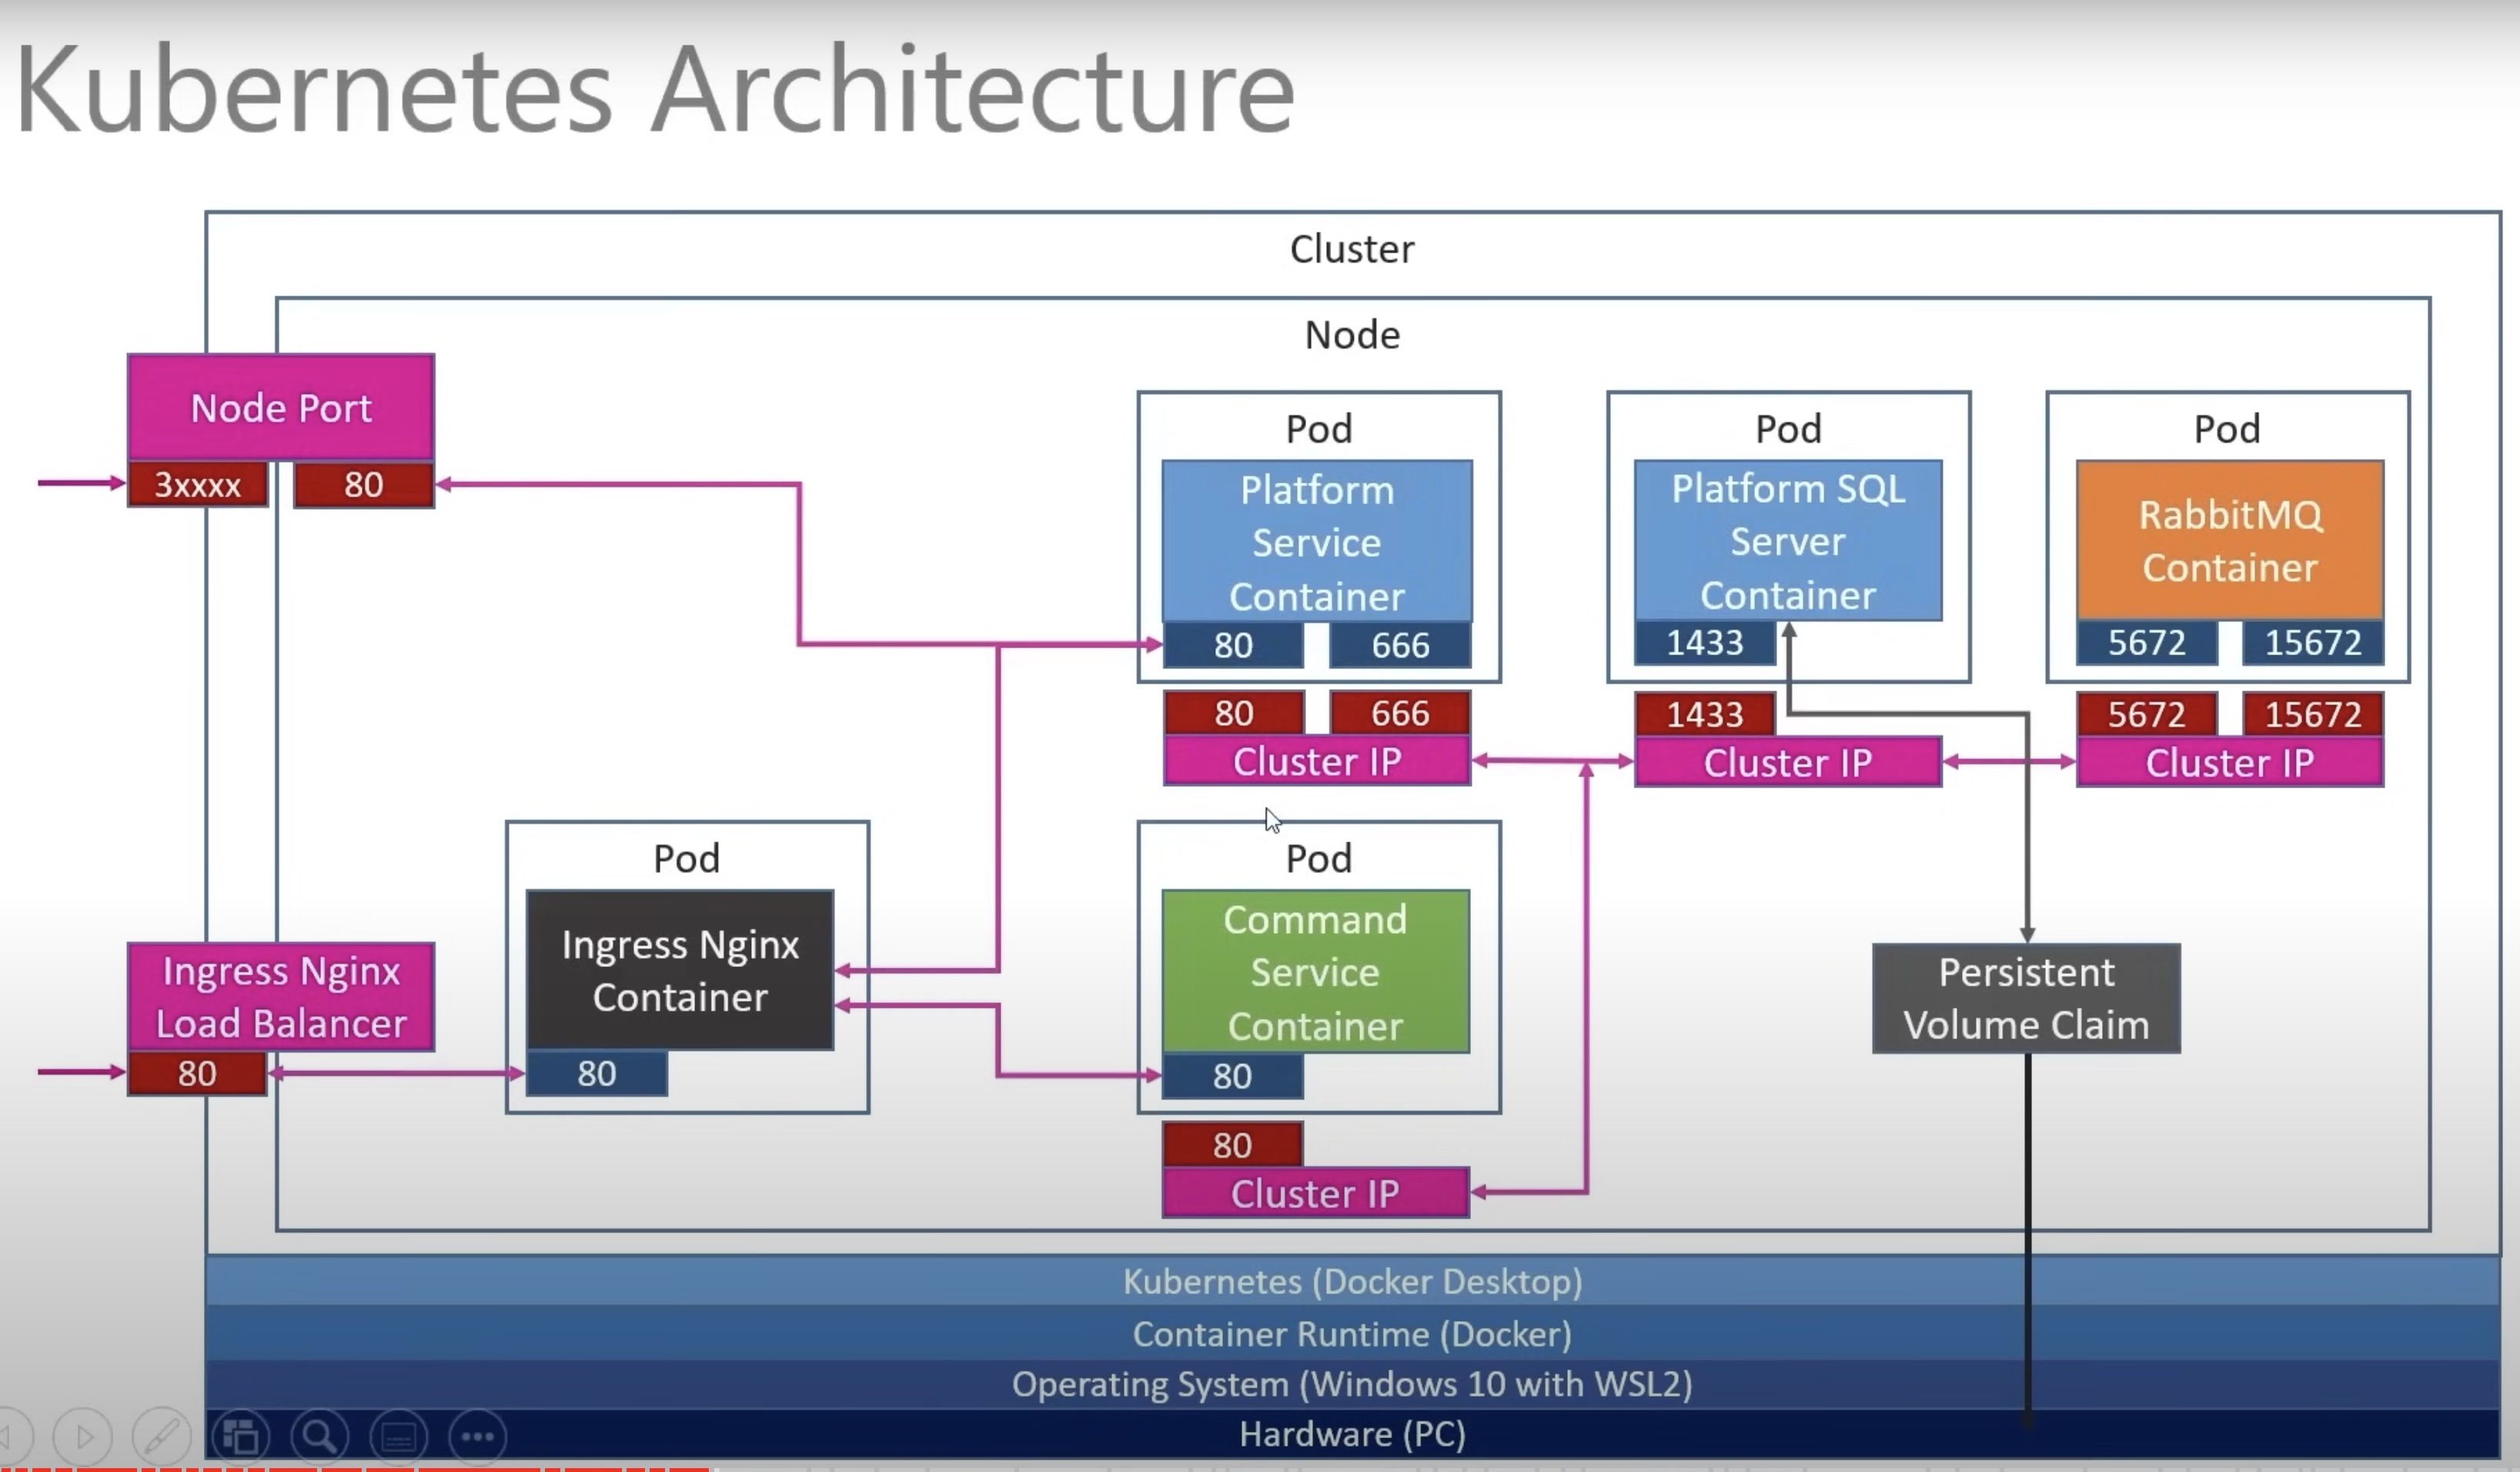 Kubernetes Architecture
Cluster
Node
Node Port
3xxxx 80
Pod
Platform
Service
Container
80 666
80 666
Cluster IP
Pod
Platform SQL
Server
Container
1433
1433
Cluster IP
Pod
RabbitMQ
Container
5672 15672
5672 15672
Cluster IP
Ingress Nginx
Load Balancer
80
Pod
Ingress Nginx
Container
80
Pod
Command
Service
Container
80
80
Cluster IP
Persistent
Volume Claim
Kubernetes (Docker Desktop)
Container Runtime (Docker)
Operating System (Windows 10 with WSL2)
Hardware (PC)